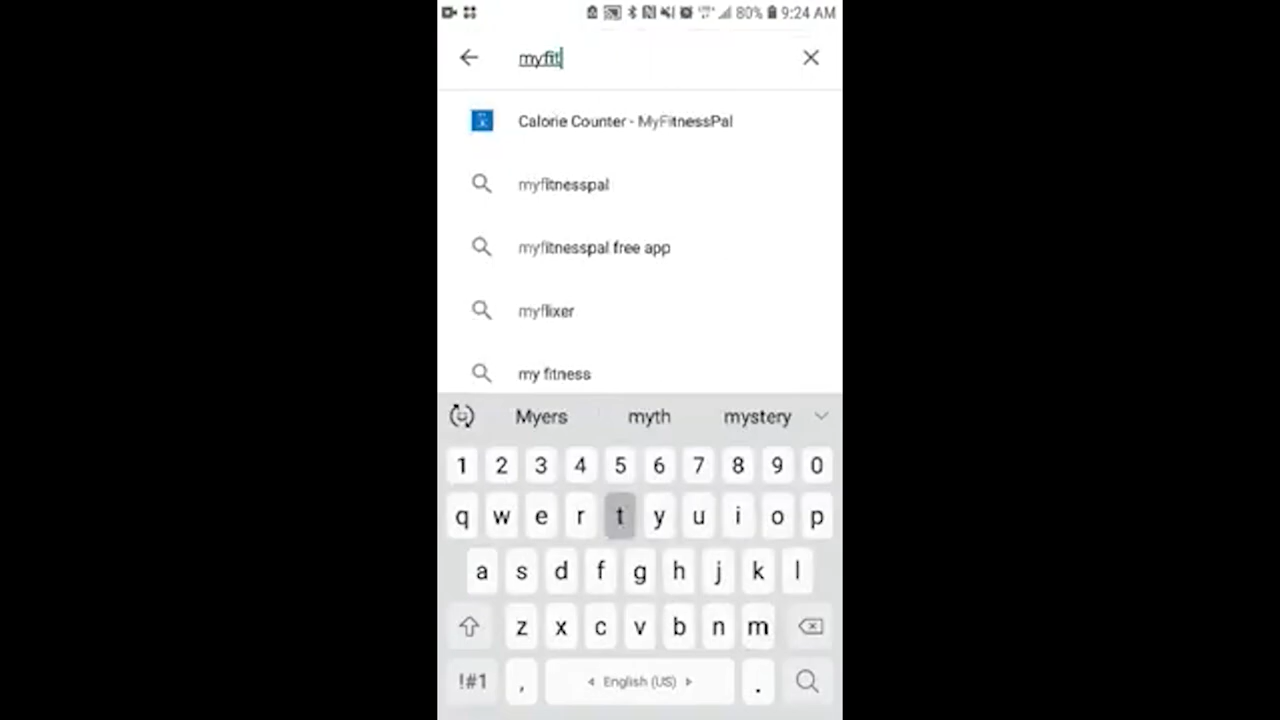 80% 9:24 AM
myfit
Calorie Counter - MyFitnessPal
myfitnesspal
myfitnesspal free app
myflixer
my fitness
Myers myth mystery
1 2 3 4 5 6 7 8 9 0
q w e r t y u i o p
a s d f g h j k l
z x c v b n m
!#1 , English (US) .